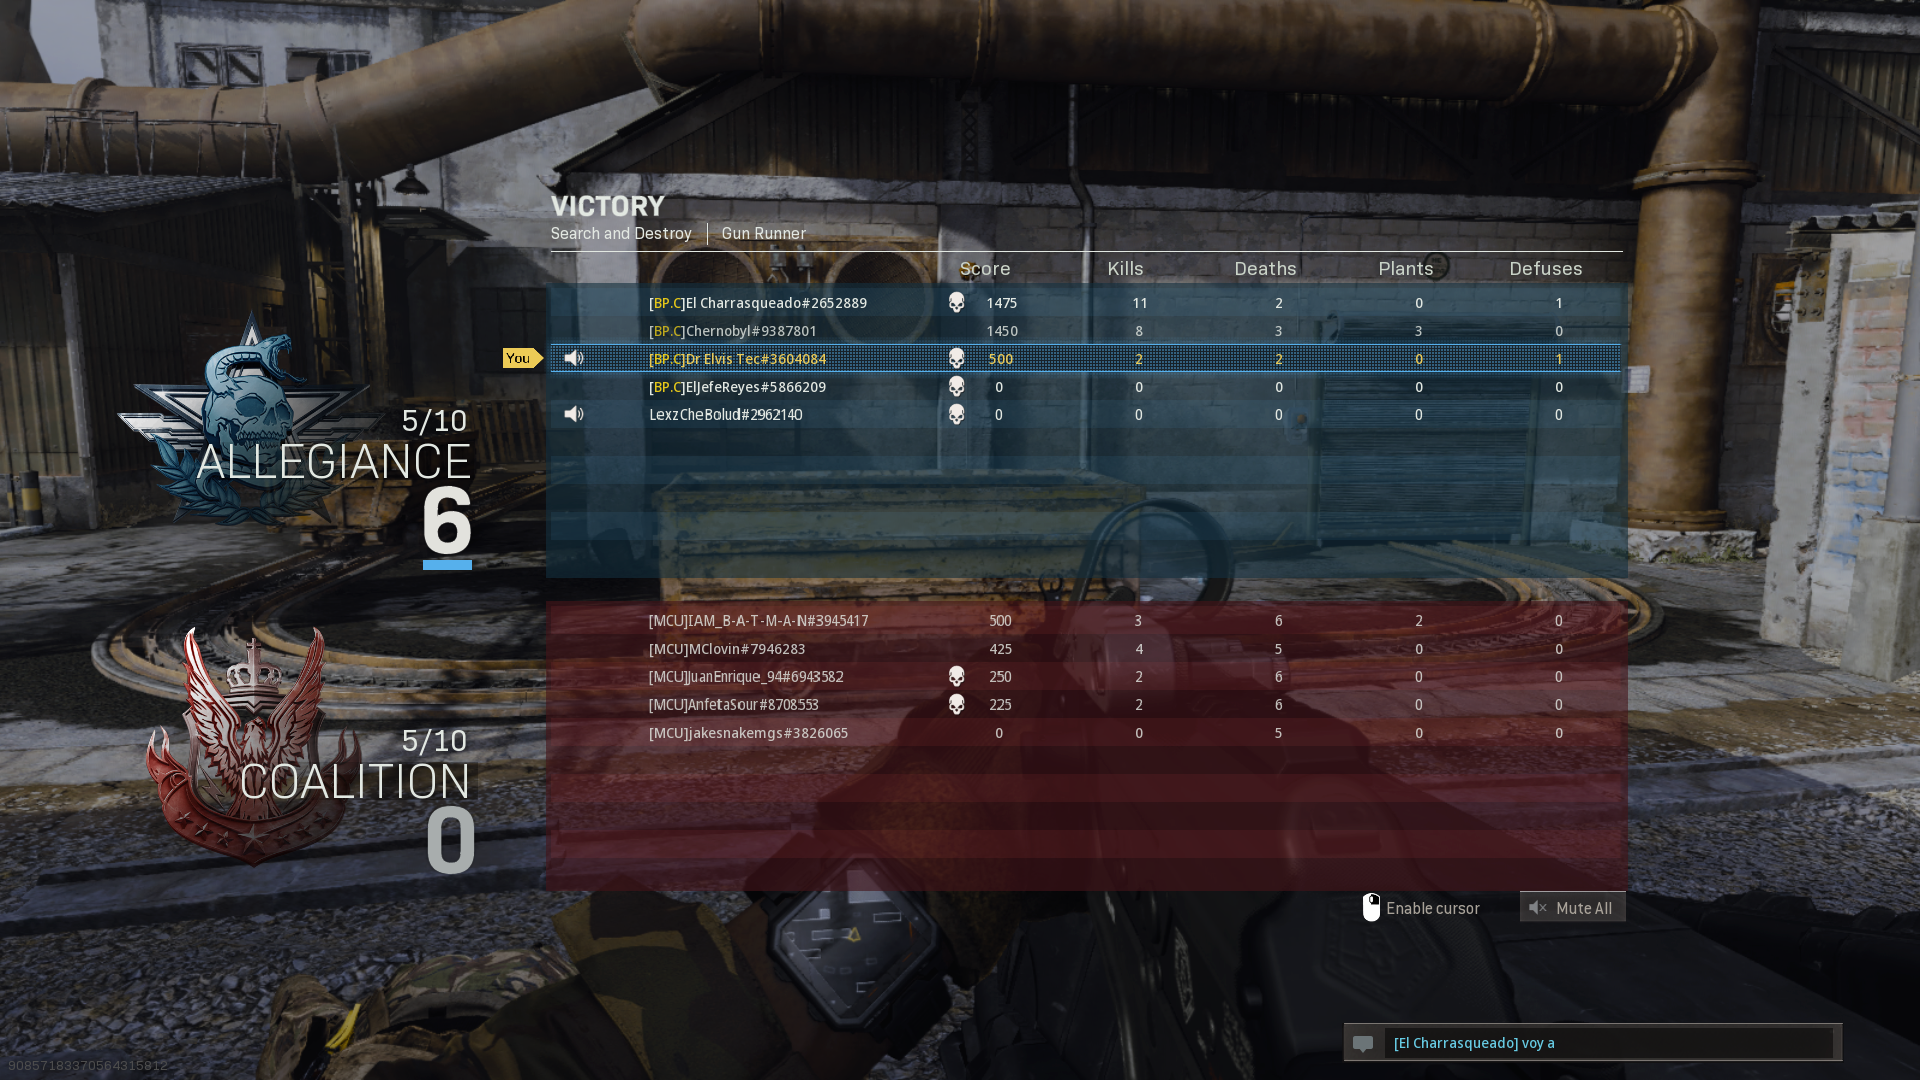 VICTORY
Search and Destroy | Gun Runner
Score Kills Deaths Plants Defuses
[BP.C]El Charrasqueado#2652889 1475 11 2 0 1
[BP.C]Chernobyl#9387801 1450 8 3 3 0
You [BP.C]Dr Elvis Tec#3604084 500 2 2 0 1
[BP.C]ElJefeReyes#5866209 0 0 0 0 0
LexzCheBolud#2962140 0 0 0 0 0
5/10
ALLEGIANCE
6
[MCU]IAM_B-A-T-M-A-N#3945417 500 3 6 2 0
[MCU]MClovin#7946283 425 4 5 0 0
[MCU]JuanEnrique_94#6943582 250 2 6 0 0
[MCU]AnfetaSour#8708553 225 2 6 0 0
[MCU]jakesnakemgs#3826065 0 0 5 0 0
5/10
COALITION
0
Enable cursor Mute All
[El Charrasqueado] voy a
90857183370564315812